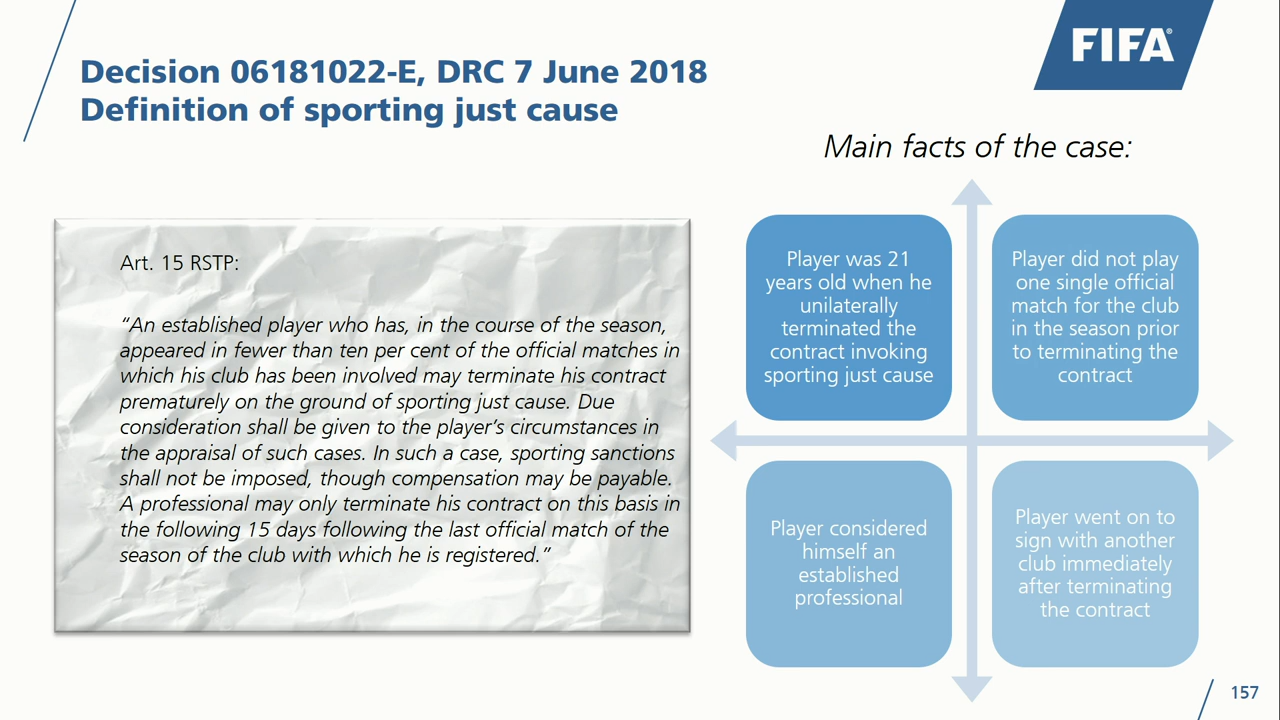 FIFA®
Decision 06181022-E, DRC 7 June 2018
Definition of sporting just cause
Main facts of the case:
Art. 15 RSTP:
“An established player who has, in the course of the season,
appeared in fewer than ten per cent of the official matches in
which his club has been involved may terminate his contract
prematurely on the ground of sporting just cause. Due
consideration shall be given to the player’s circumstances in
the appraisal of such cases. In such a case, sporting sanctions
shall not be imposed, though compensation may be payable.
A professional may only terminate his contract on this basis in
the following 15 days following the last official match of the
season of the club with which he is registered.”
Player was 21
years old when he
unilaterally
terminated the
contract invoking
sporting just cause
Player did not play
one single official
match for the club
in the season prior
to terminating the
contract
Player considered
himself an
established
professional
Player went on to
sign with another
club immediately
after terminating
the contract
157